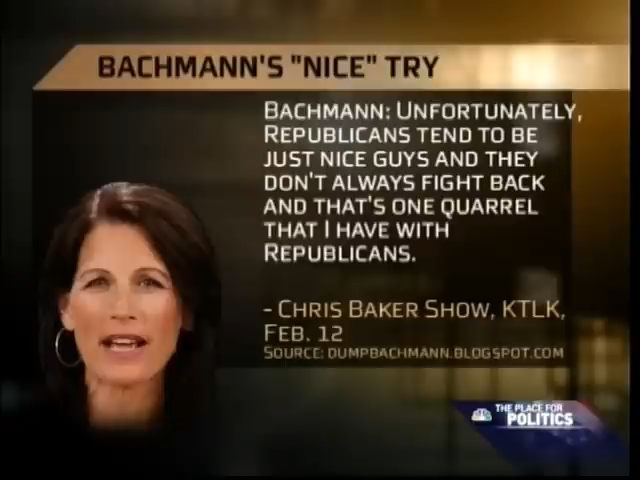 BACHMANN'S "NICE" TRY
BACHMANN: UNFORTUNATELY,
REPUBLICANS TEND TO BE
JUST NICE GUYS AND THEY
DON'T ALWAYS FIGHT BACK
AND THAT'S ONE QUARREL
THAT I HAVE WITH
REPUBLICANS.
- CHRIS BAKER SHOW, KTLK,
FEB. 12
SOURCE: DUMPBACHMANN.BLOGSPOT.COM
THE PLACE FOR
POLITICS